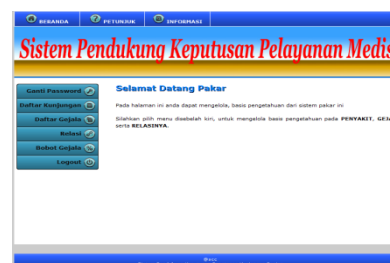 BERANDA
PETUNJUK
INFORMASI
Sistem Pendukung Keputusan Pelayanan Medis
Ganti Password
Daftar Kunjungan
Daftar Gejala
Relasi
Bobot Gejala
Logout
Selamat Datang Pakar
Pada halaman ini anda dapat mengelola, basis pengetahuan dari sistem pakar ini
Silahkan pilih menu disebelah kiri, untuk mengelola basis pengetahuan pada PENYAKIT, GEJA
serta RELASINYA.